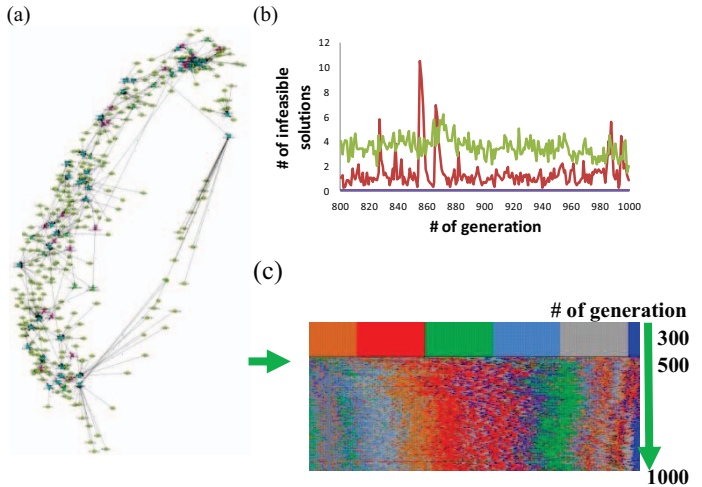 (a)
(b)
# of infeasible
solutions
12
10
8
6
4
2
0
800 820 840 860 880 900 920 940 960 980 1000
# of generation
(c)
# of generation
300
500
1000